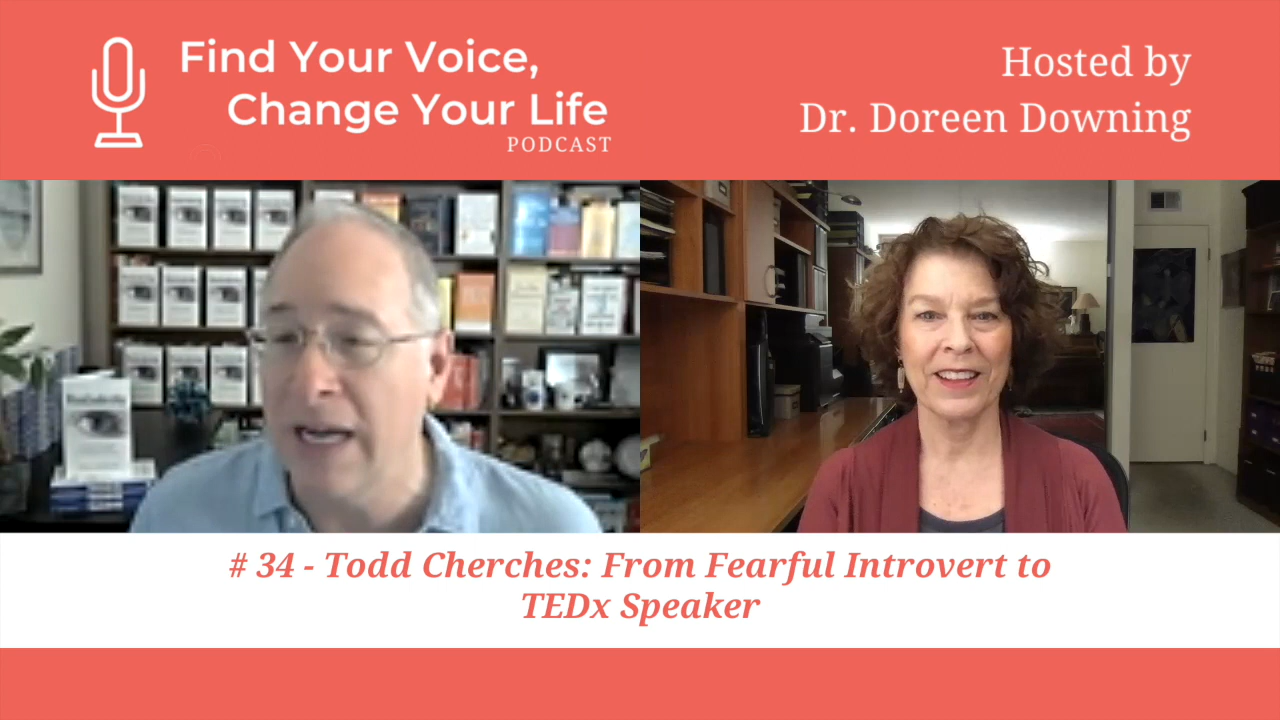 Find Your Voice,
Change Your Life
PODCAST
Hosted by
Dr. Doreen Downing
# 34 - Todd Cherches: From Fearful Introvert to
TEDx Speaker